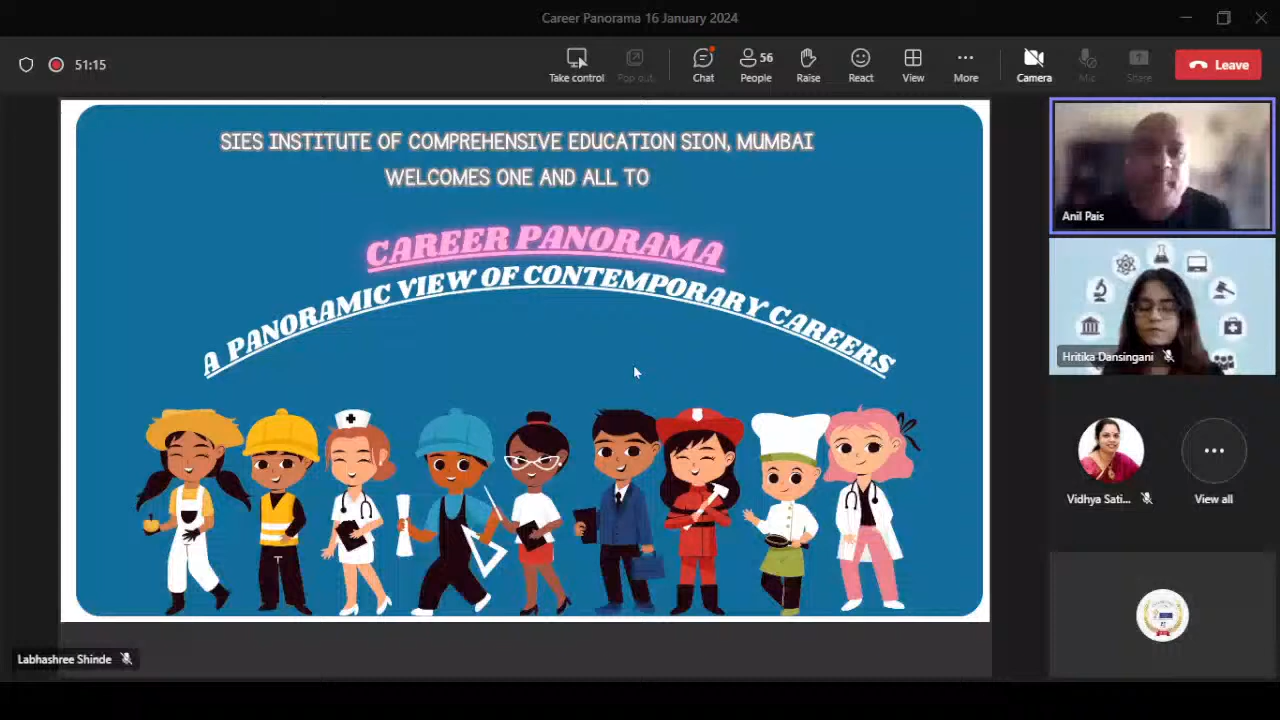 Career Panorama 16 January 2024
51:15
Take control
Pop out
Chat
56
People
Raise
React
View
More
Camera
Mic
Share
Leave
SIES INSTITUTE OF COMPREHENSIVE EDUCATION SION, MUMBAI
WELCOMES ONE AND ALL TO
CAREER PANORAMA
A PANORAMIC VIEW OF CONTEMPORARY CAREERS
Anil Pais
Hritika Dansingani
Vidhya Sati...
View all
Labhashree Shinde